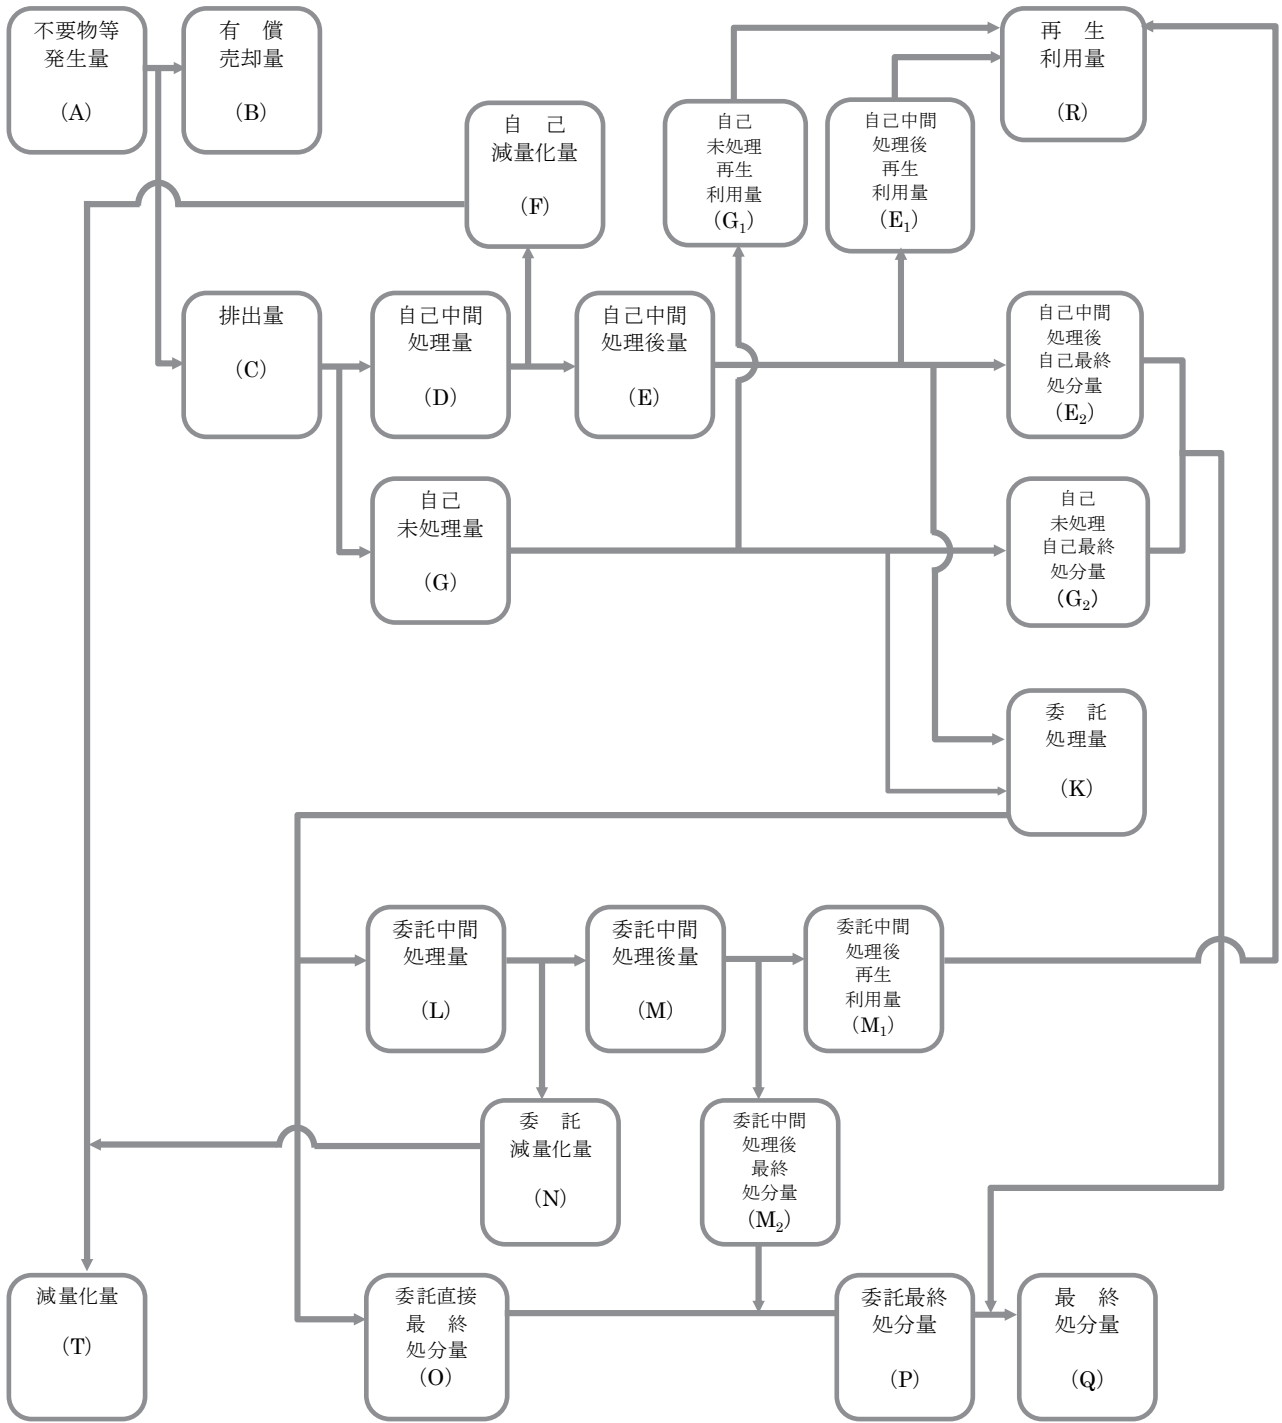 不要物等
発生量
（A）
有　償
売却量
（B）
自　己
減量化量
（F）
自己
未処理
再生
利用量
（G₁）
自己中間
処理後
再生
利用量
（E₁）
再　生
利用量
（R）
排出量
（C）
自己中間
処理量
（D）
自己中間
処理後量
（E）
自己中間
処理後
自己最終
処分量
（E₂）
自己
未処理量
（G）
自己
未処理
自己最終
処分量
（G₂）
委　託
処理量
（K）
委託中間
処理量
（L）
委託中間
処理後量
（M）
委託中間
処理後
再生
利用量
（M₁）
委　託
減量化量
（N）
委託中間
処理後
最終
処分量
（M₂）
減量化量
（T）
委託直接
最　終
処分量
（O）
委託最終
処分量
（P）
最　終
処分量
（Q）